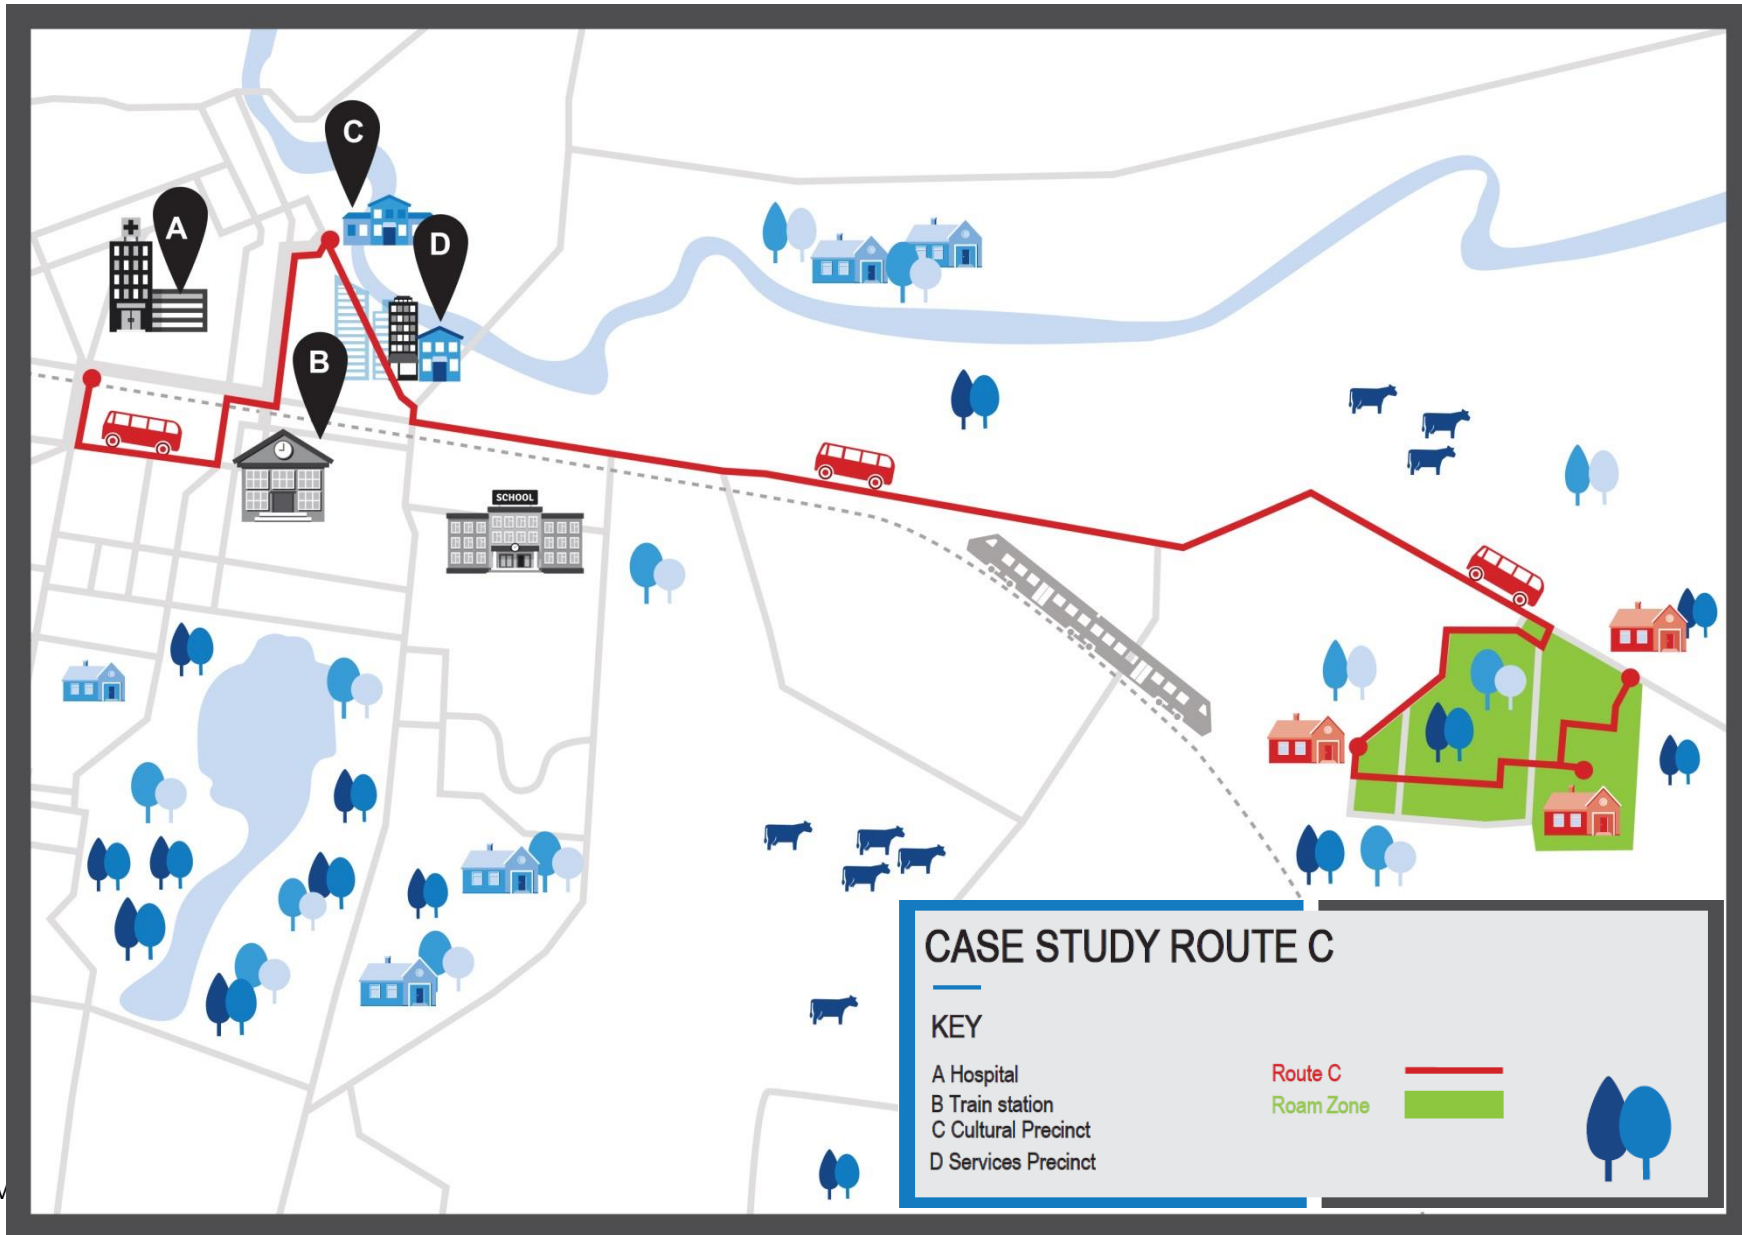 C
A
D
B
SCHOOL
CASE STUDY ROUTE C
KEY
A Hospital
B Train station
C Cultural Precinct
D Services Precinct
Route C
Roam Zone